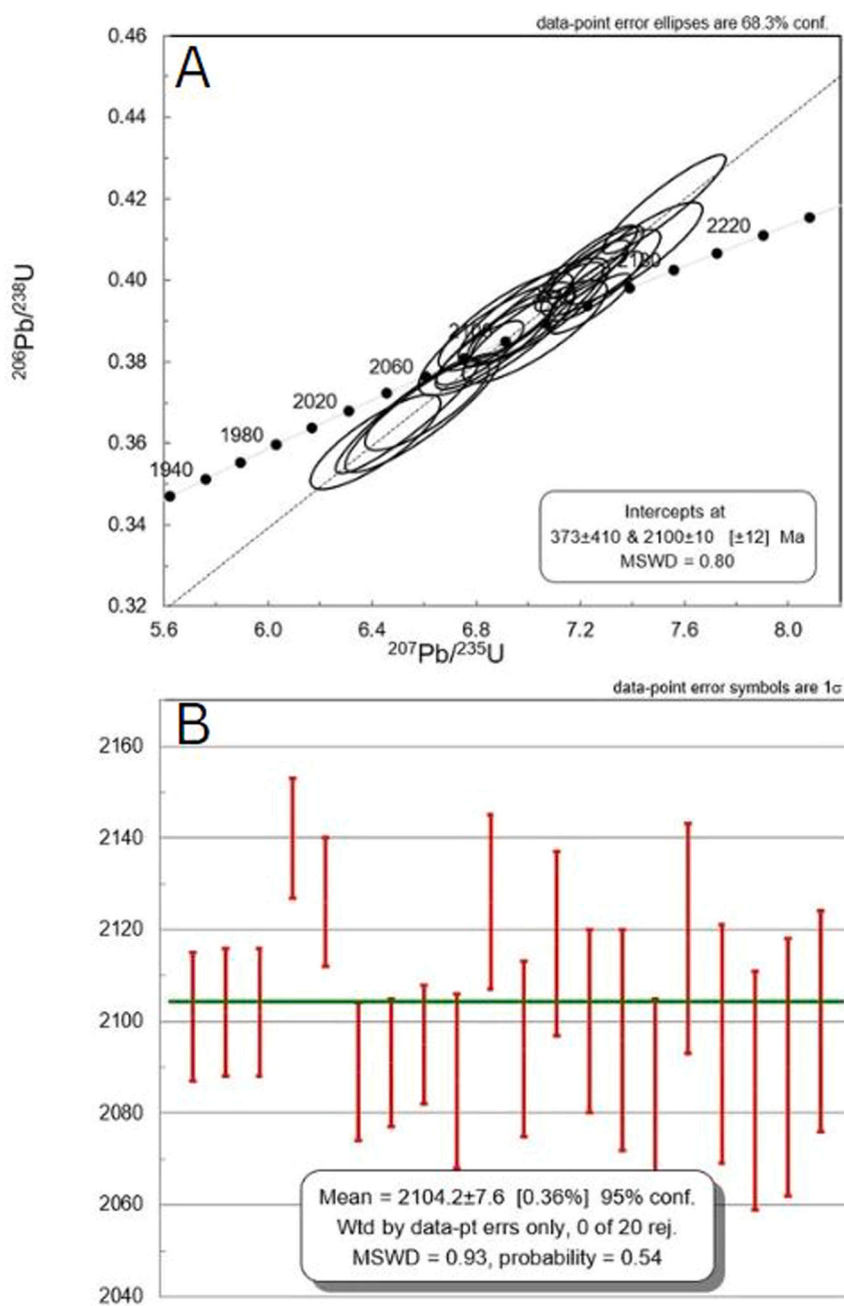 data-point error ellipses are 68.3% conf.
A
0.46
0.44
0.42
0.40
0.38
0.36
0.34
0.32
206Pb/238U
2220
2180
2100
2060
2020
1980
1940
Intercepts at
373±410 & 2100±10 [±12] Ma
MSWD = 0.80
5.6 6.0 6.4 6.8 7.2 7.6 8.0
207Pb/235U
data-point error symbols are 1σ
B
2160
2140
2120
2100
2080
2060
2040
Mean = 2104.2±7.6 [0.36%] 95% conf.
Wtd by data-pt errs only, 0 of 20 rej.
MSWD = 0.93, probability = 0.54